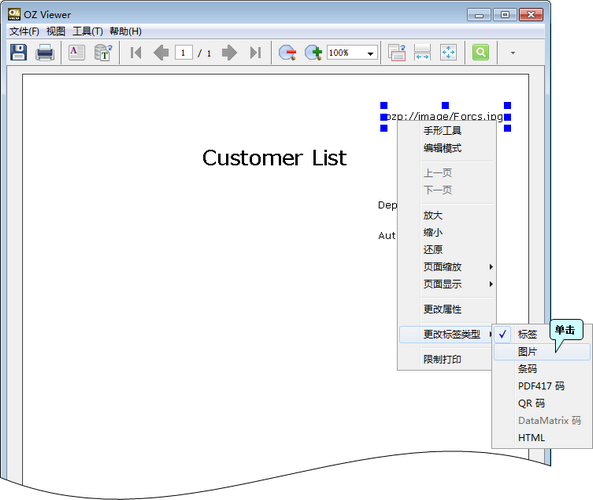 OZ Viewer
文件(F) 视图 工具(T) 帮助(H)
1 / 1 100%
ozp://image/Forcs.jpg
Customer List
手形工具
编辑模式
上一页
下一页
Dep
放大
Aut
缩小
还原
页面缩放
页面显示
更改属性
更改标签类型
限制打印
标签
单击
图片
条码
PDF417 码
QR 码
DataMatrix 码
HTML